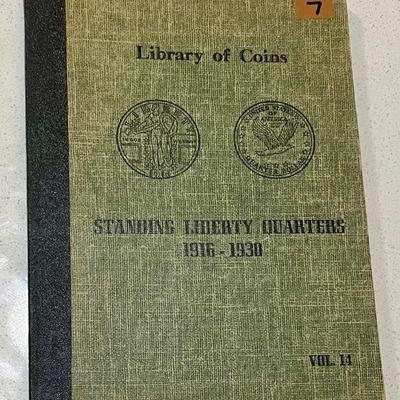 7
Library of Coins
STANDING LIBERTY QUARTERS
1916 - 1930
VOL. 14